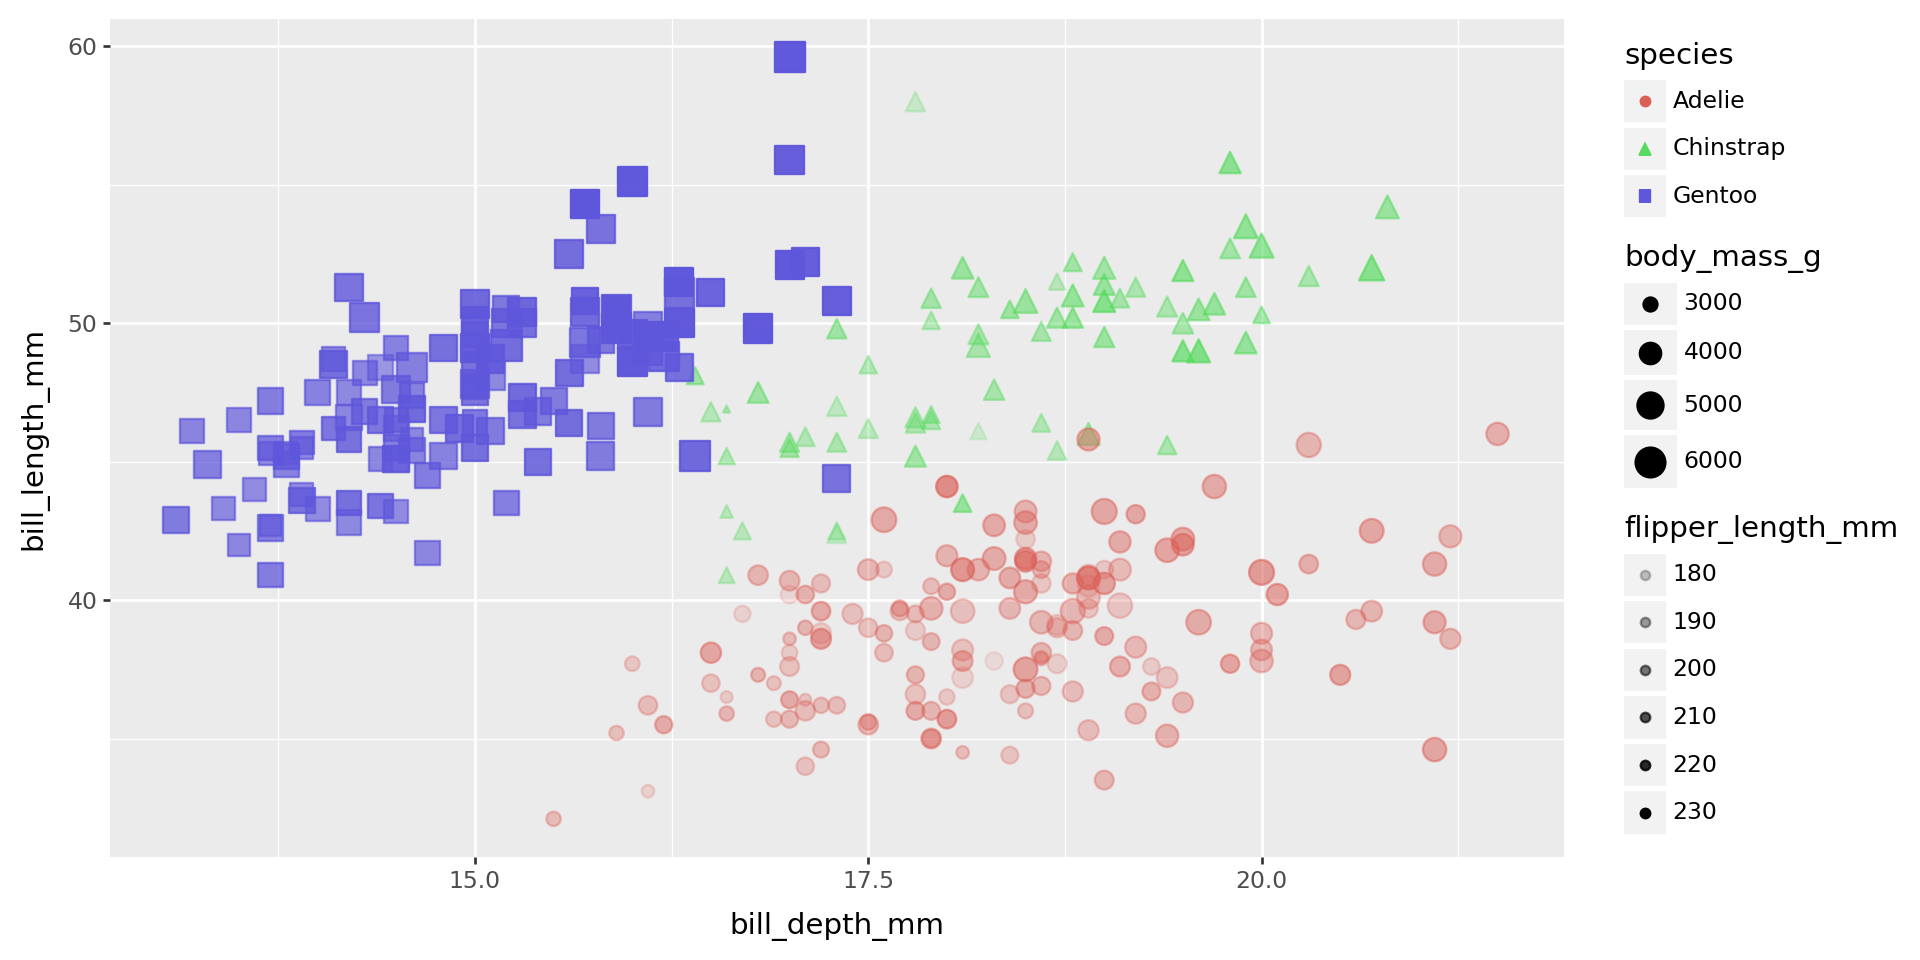 60
50
40
bill_length_mm
15.0
17.5
20.0
bill_depth_mm
species
Adelie
Chinstrap
Gentoo
body_mass_g
3000
4000
5000
6000
flipper_length_mm
180
190
200
210
220
230